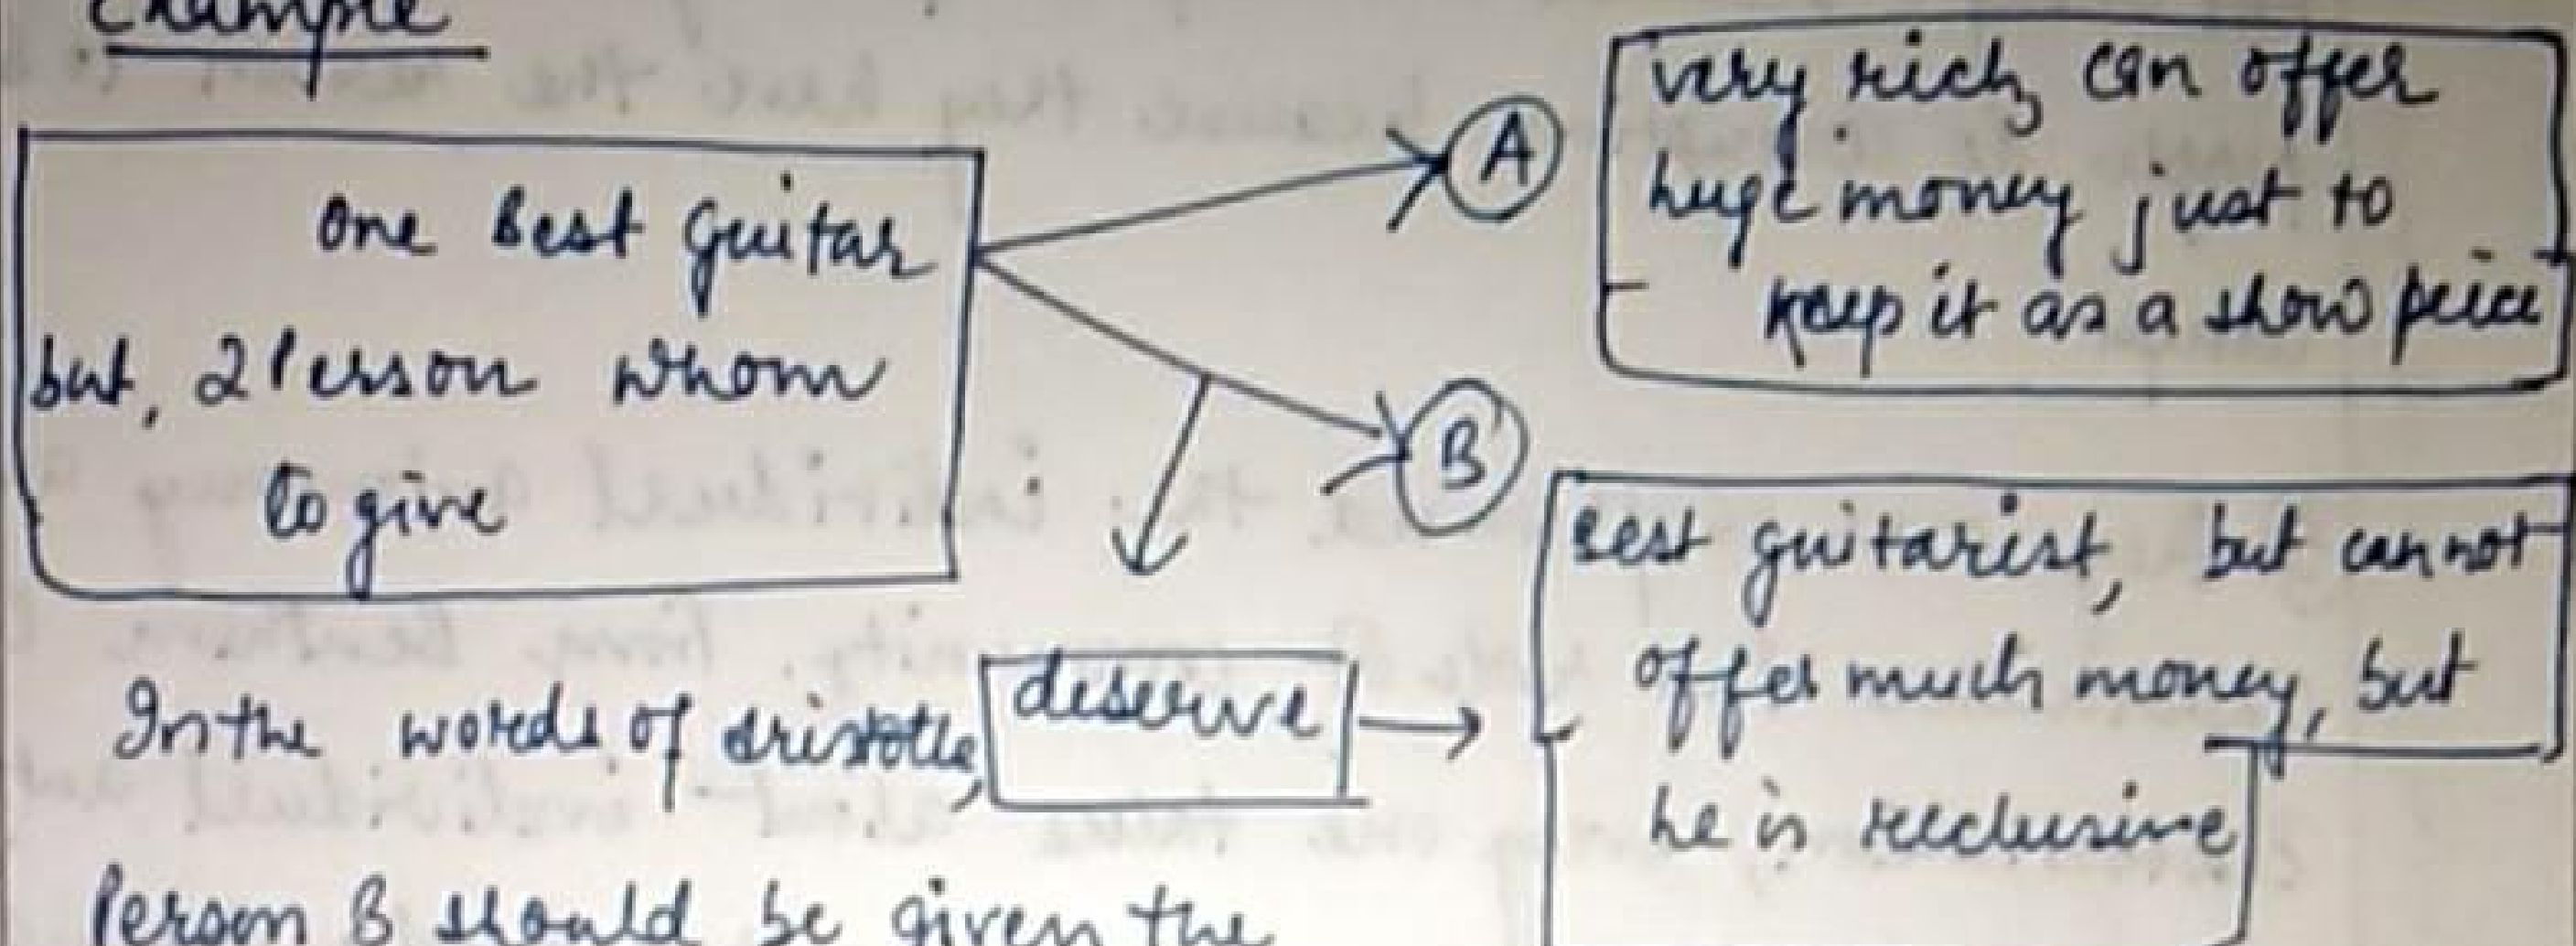 Example
one Best Guitar
but, 2 Person whom
to give
A
very rich, can offer
huge money just to
keep it as a show peice
B
Best guitarist, but cannot
offer much money, but
he is recclusive
In the words of Aristotle, deserve
Person B should be given the